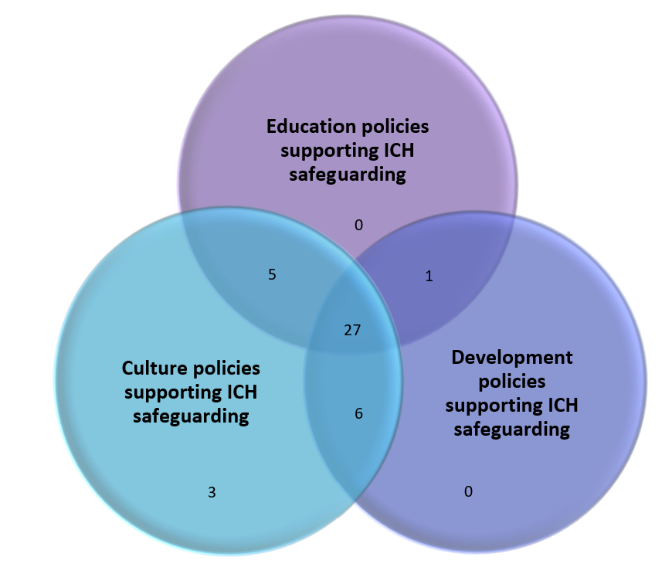 Education policies
supporting ICH
safeguarding
0
5
1
27
Culture policies
supporting ICH
safeguarding
Development
policies
supporting ICH
safeguarding
6
3
0